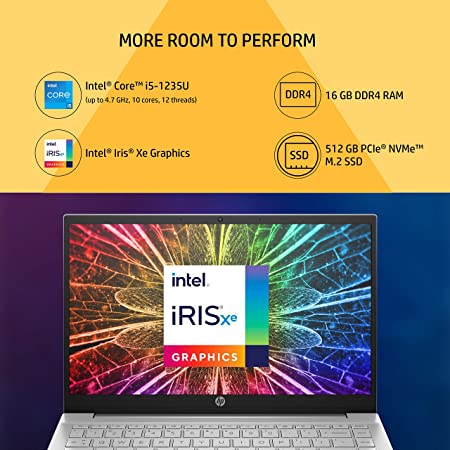 MORE ROOM TO PERFORM
intel
CORE
i5
Intel® Core™ i5-1235U
(up to 4.7 GHz, 10 cores, 12 threads)
DDR4
16 GB DDR4 RAM
intel
iRISxe
GRAPHICS
Intel® Iris® Xe Graphics
SSD
512 GB PCIe® NVMe™
M.2 SSD
intel
iRISxe
GRAPHICS
hp